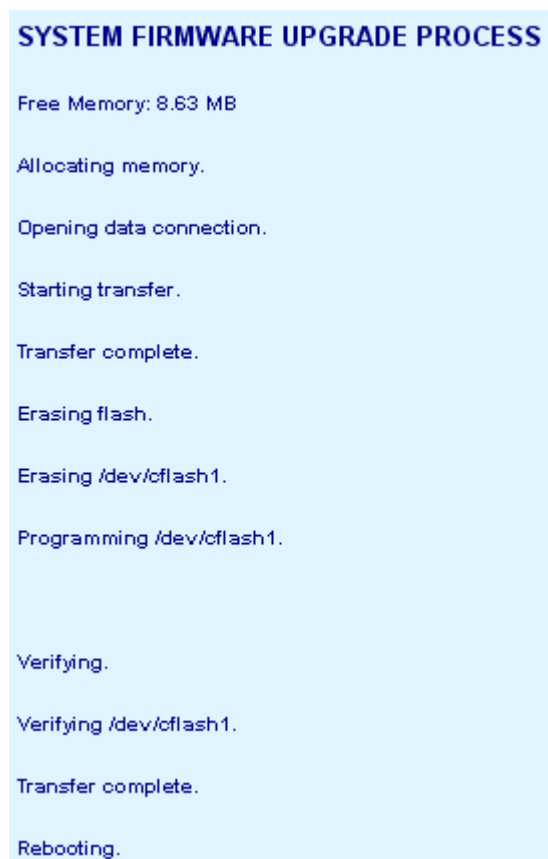 SYSTEM FIRMWARE UPGRADE PROCESS
Free Memory: 8.63 MB
Allocating memory.
Opening data connection.
Starting transfer.
Transfer complete.
Erasing flash.
Erasing /dev/cflash1.
Programming /dev/cflash1.
Verifying.
Verifying /dev/cflash1.
Transfer complete.
Rebooting.